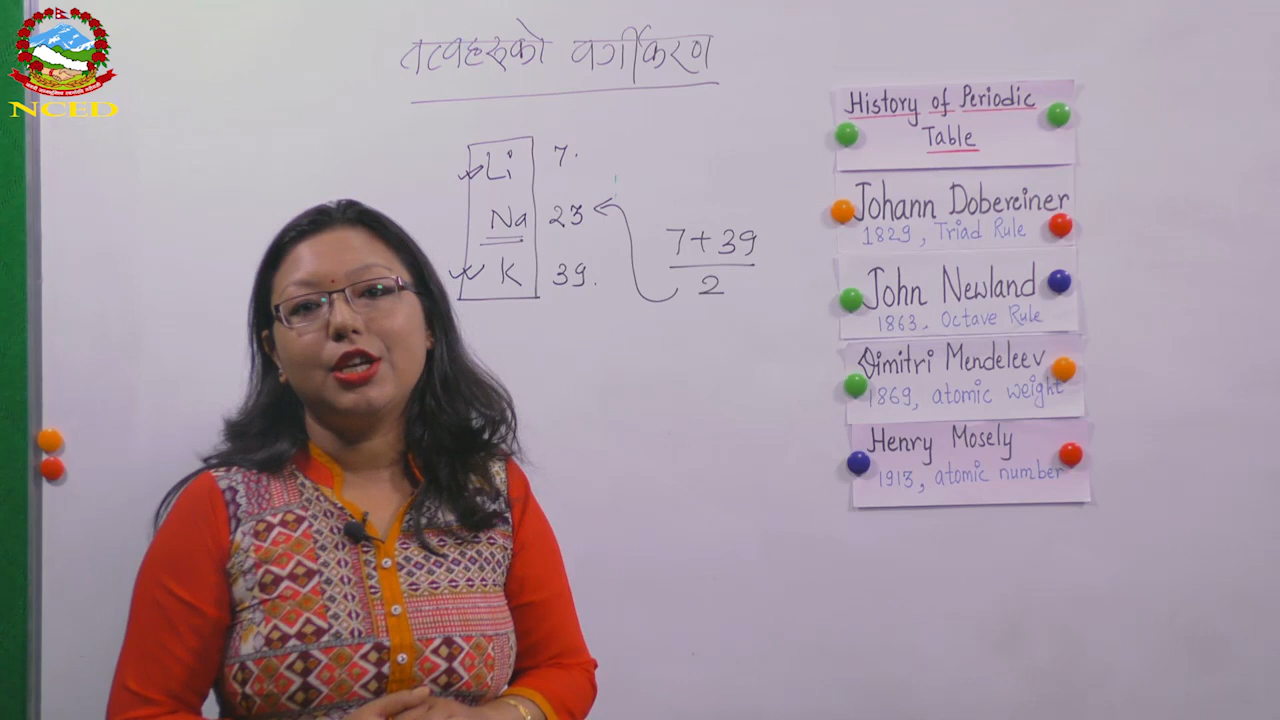 NCED
तत्वहरुको वर्गीकरण
Li 7.
Na 23
K 39.
7+39
2
History of Periodic
Table
Johann Dobereiner
1829, Triad Rule
John Newland
1863, Octave Rule
Dimitri Mendeleev
1869, atomic weight
Henry Mosely
1913, atomic number